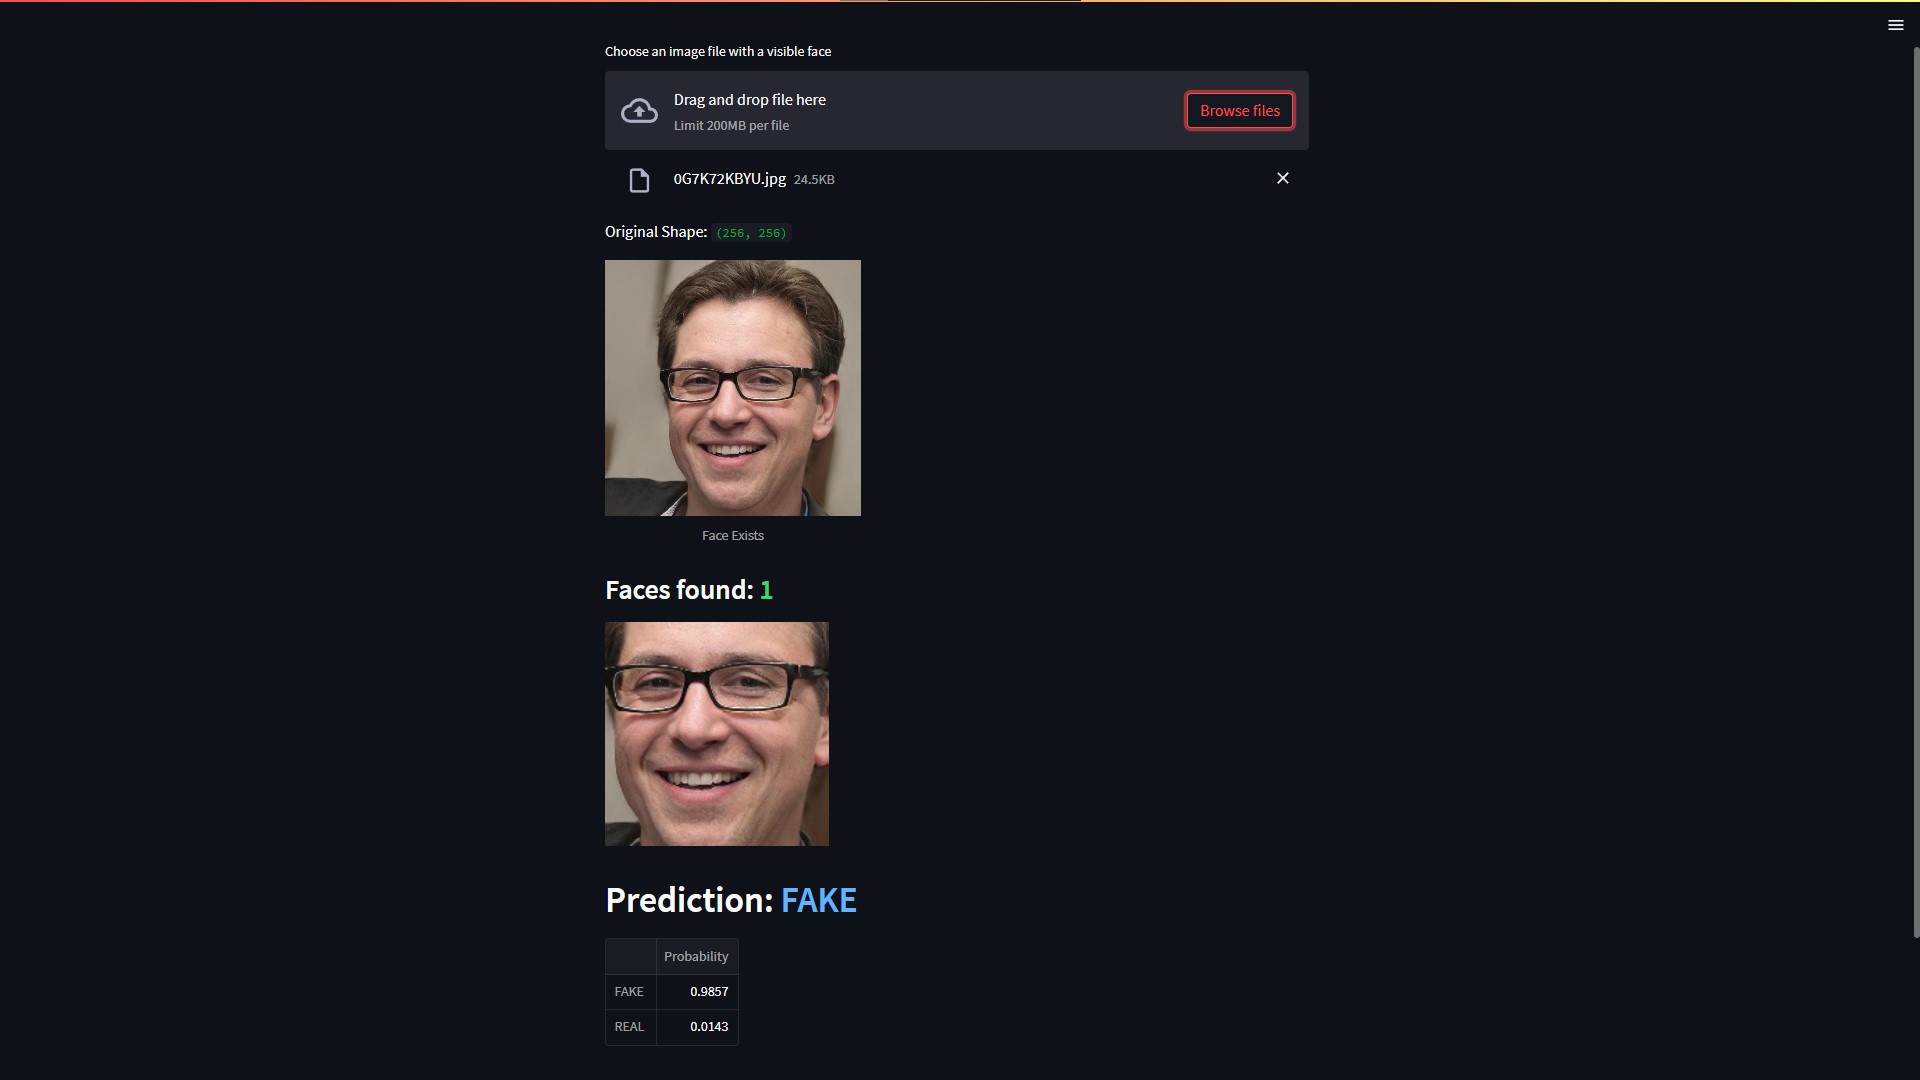 Choose an image file with a visible face
Drag and drop file here
Limit 200MB per file
Browse files
0G7K72KBYU.jpg 24.5KB
Original Shape: (256, 256)
Face Exists
Faces found: 1
Prediction: FAKE
Probability
FAKE 0.9857
REAL 0.0143